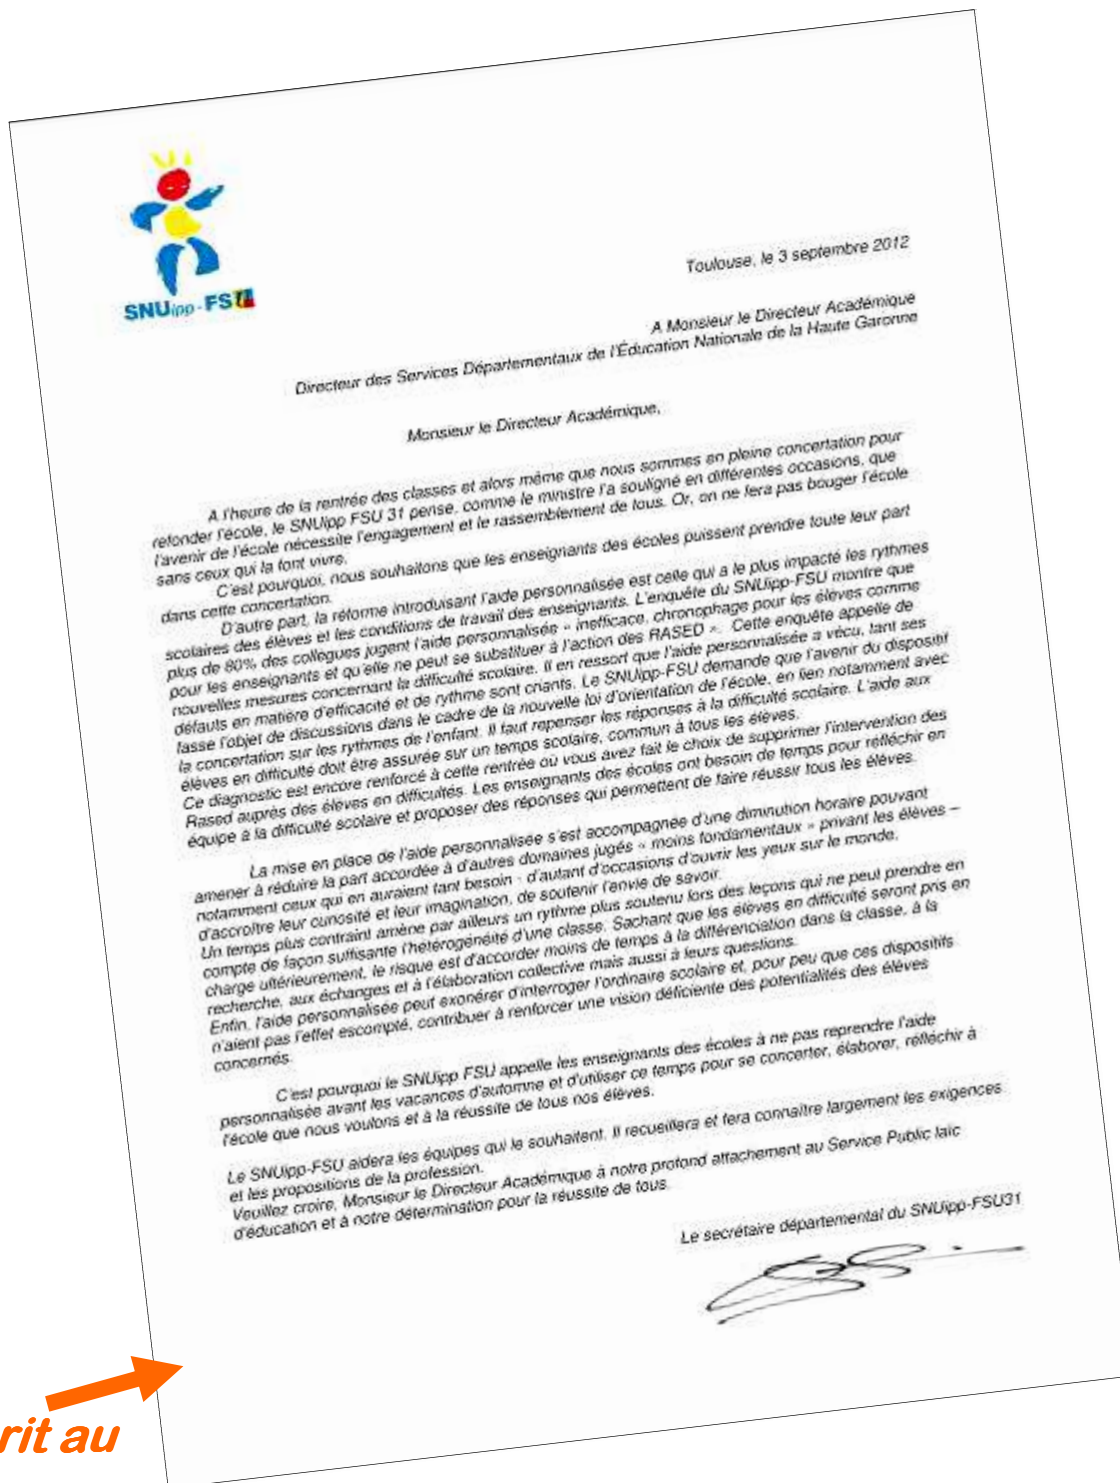 SNUipp-FSU
Toulouse, le 3 septembre 2012
A Monsieur le Directeur Académique
Directeur des Services Départementaux de l'Éducation Nationale de la Haute Garonne
Monsieur le Directeur Académique,
A l'heure de la rentrée des classes et alors même que nous sommes en pleine concertation pour
refonder l'école, le SNUipp FSU 31 pense, comme le ministre l'a souligné en différentes occasions, que
l'avenir de l'école nécessite l'engagement et le rassemblement de tous. Or, on ne fera pas bouger l'école
sans ceux qui la font vivre.
C'est pourquoi, nous souhaitons que les enseignants des écoles puissent prendre toute leur part
dans cette concertation.
D'autre part, la réforme introduisant l'aide personnalisée est celle qui a le plus impacté les rythmes
scolaires des élèves et les conditions de travail des enseignants. L'enquête du SNUipp-FSU montre que
plus de 80% des collègues jugent l'aide personnalisée « inefficace, chronophage pour les élèves comme
pour les enseignants et qu'elle ne peut se substituer à l'action des RASED ». Cette enquête appelle de
nouvelles mesures concernant la difficulté scolaire. Il en ressort que l'aide personnalisée a vécu, tant ses
défauts en matière d'efficacité et de rythme sont criants. Le SNUipp-FSU demande que l'avenir du dispositif
fasse l'objet de discussions dans le cadre de la nouvelle loi d'orientation de l'école, en lien notamment avec
la concertation sur les rythmes de l'enfant. Il faut repenser les réponses à la difficulté scolaire. L'aide aux
élèves en difficulté doit être assurée sur un temps scolaire, commun à tous les élèves.
Ce diagnostic est encore renforcé à cette rentrée où vous avez fait le choix de supprimer l'intervention des
Rased auprès des élèves en difficultés. Les enseignants des écoles ont besoin de temps pour réfléchir en
équipe à la difficulté scolaire et proposer des réponses qui permettent de faire réussir tous les élèves.
La mise en place de l'aide personnalisée s'est accompagnée d'une diminution horaire pouvant
amener à réduire la part accordée à d'autres domaines jugés « moins fondamentaux » privant les élèves –
notamment ceux qui en auraient tant besoin - d'autant d'occasions d'ouvrir les yeux sur le monde,
d'accroître leur curiosité et leur imagination, de soutenir l'envie de savoir.
Un temps plus contraint amène par ailleurs un rythme plus soutenu lors des leçons qui ne peut prendre en
compte de façon suffisante l'hétérogénéité d'une classe. Sachant que les élèves en difficulté seront pris en
charge ultérieurement, le risque est d'accorder moins de temps à la différenciation dans la classe, à la
recherche, aux échanges et à l'élaboration collective mais aussi à leurs questions.
Enfin, l'aide personnalisée peut exonérer d'interroger l'ordinaire scolaire et, pour peu que ces dispositifs
n'aient pas l'effet escompté, contribuer à renforcer une vision déficiente des potentialités des élèves
concernés.
C'est pourquoi le SNUipp FSU appelle les enseignants des écoles à ne pas reprendre l'aide
personnalisée avant les vacances d'automne et d'utiliser ce temps pour se concerter, élaborer, réfléchir à
l'école que nous voulons et à la réussite de tous nos élèves.
Le SNUipp-FSU aidera les équipes qui le souhaitent. Il recueillera et fera connaître largement les exigences
et les propositions de la profession.
Veuillez croire, Monsieur le Directeur Académique à notre profond attachement au Service Public laïc
d'éducation et à notre détermination pour la réussite de tous.
Le secrétaire départemental du SNUipp-FSU31
rit au